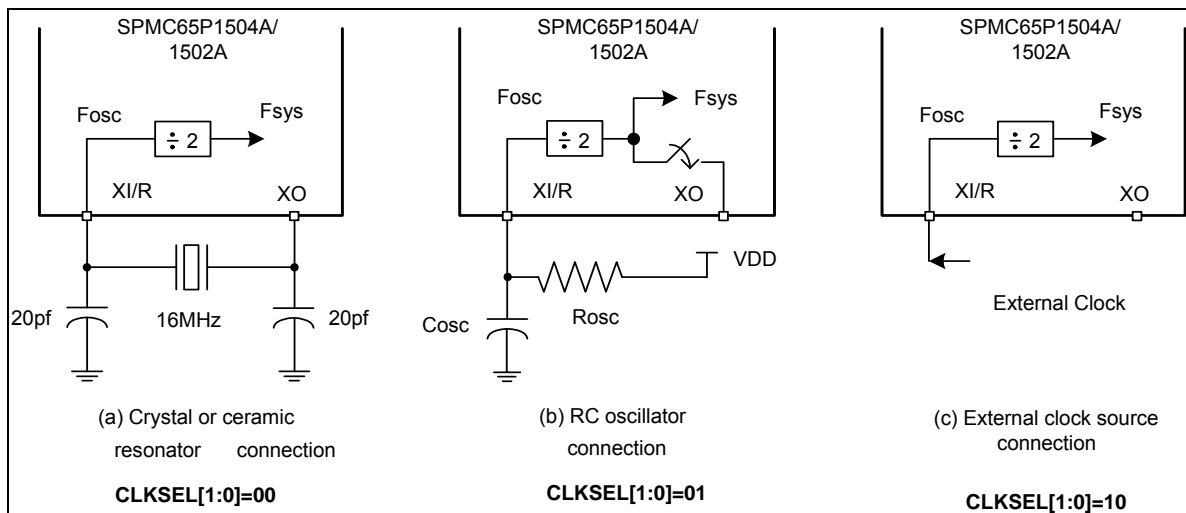 SPMC65P1504A/
1502A
Fosc
÷ 2
Fsys
XI/R
XO
20pf
16MHz
20pf
(a) Crystal or ceramic
resonator connection
CLKSEL[1:0]=00
SPMC65P1504A/
1502A
Fosc
÷ 2
Fsys
XI/R
XO
VDD
Rosc
Cosc
(b) RC oscillator
connection
CLKSEL[1:0]=01
SPMC65P1504A/
1502A
Fosc
÷ 2
Fsys
XI/R
XO
External Clock
(c) External clock source
connection
CLKSEL[1:0]=10